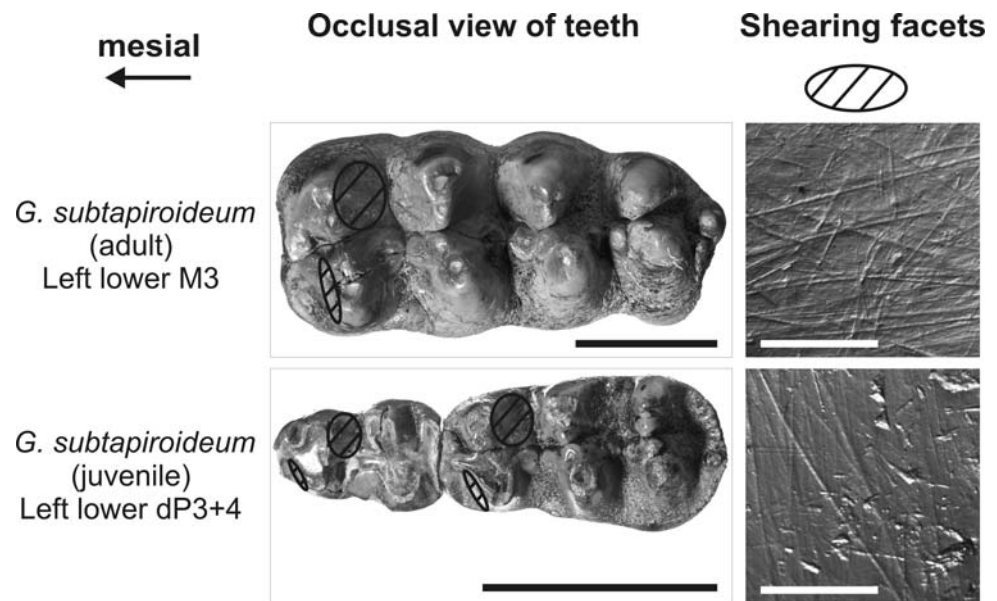 mesial
Occlusal view of teeth
Shearing facets
G. subtapiroideum
(adult)
Left lower M3
G. subtapiroideum
(juvenile)
Left lower dP3+4